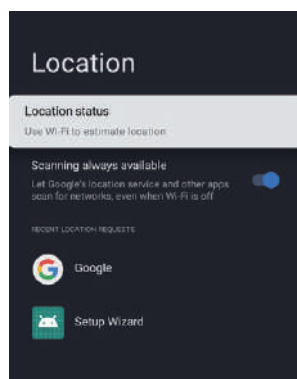 Location
Location status
Use Wi-Fi to estimate location
Scanning always available
Let Google's location service and other apps
scan for networks, even when Wi-Fi is off
RECENT LOCATION REQUESTS
Google
Setup Wizard